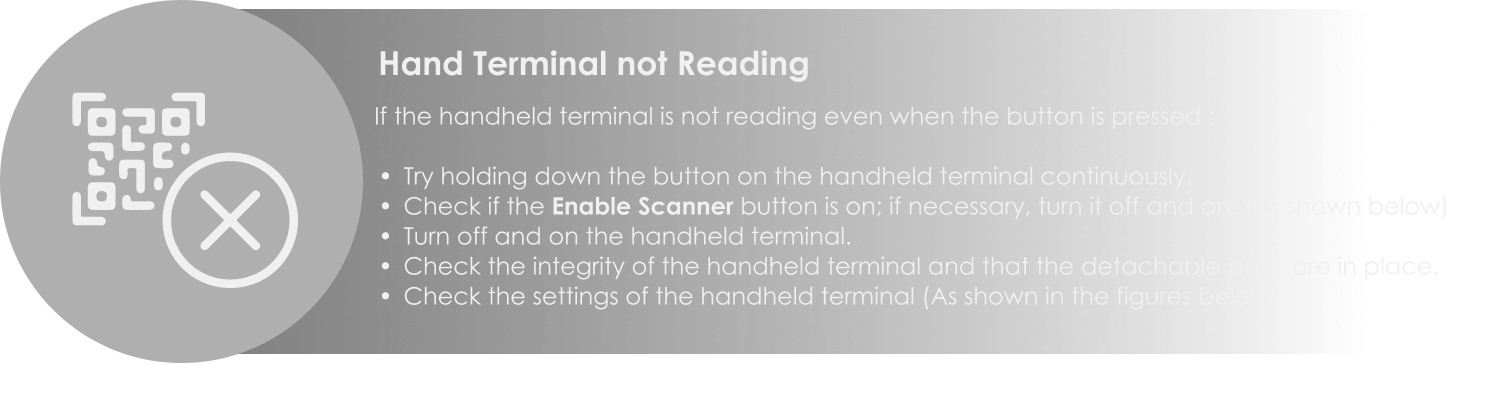 Hand Terminal not Reading
If the handheld terminal is not reading even when the button is pressed :
• Try holding down the button on the handheld terminal continuously.
• Check if the Enable Scanner button is on; if necessary, turn it off and on shown below)
• Turn off and on the handheld terminal.
• Check the integrity of the handheld terminal and that the detachable are in place.
• Check the settings of the handheld terminal (As shown in the figures